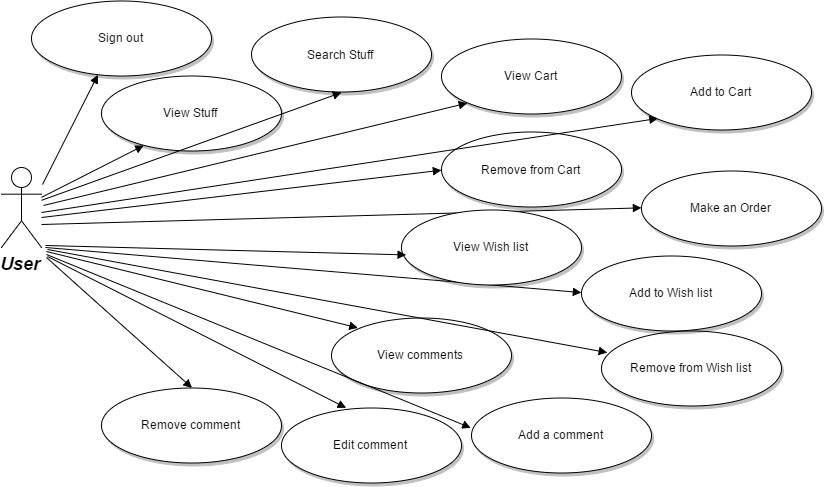 Sign out
Search Stuff
View Cart
Add to Cart
View Stuff
Remove from Cart
Make an Order
View Wish list
User
Add to Wish list
View comments
Remove from Wish list
Remove comment
Edit comment
Add a comment